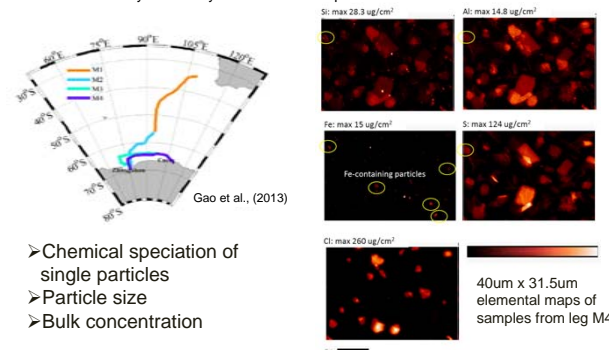 60°E
75°E
90°E
105°E
120°E
M1
M2
M3
M4
30°S
40°S
50°S
60°S
70°S
80°S
Zhongshan
Casey
Gao et al., (2013)
➢Chemical speciation of
single particles
➢Particle size
➢Bulk concentration
Si: max 28.3 ug/cm²
Al: max 14.8 ug/cm²
Fe: max 15 ug/cm²
S: max 124 ug/cm²
Fe-containing particles
Cl: max 260 ug/cm²
40um x 31.5um
elemental maps of
samples from leg M4